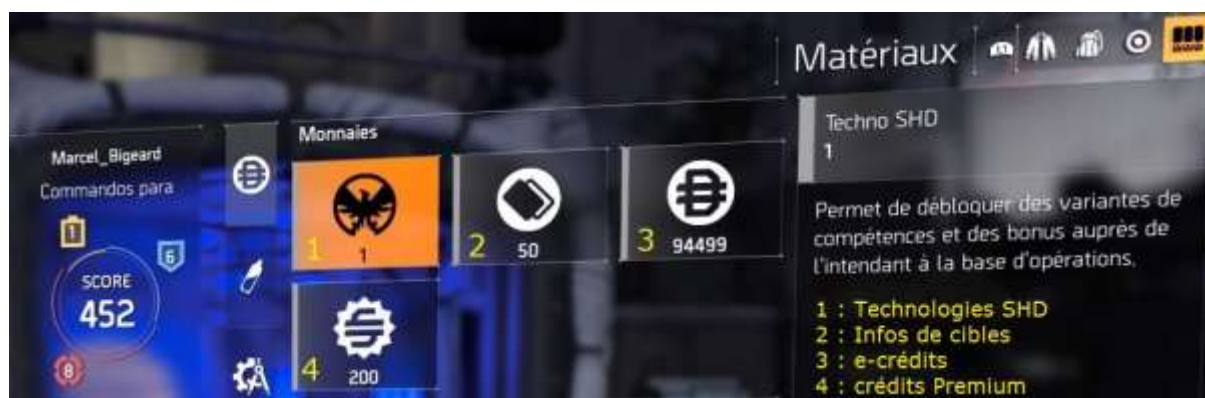 Matériaux
Monnaies
Marcel_Bigeard
Commandos para
1
6
SCORE
452
8
1
1
2
50
3
94499
4
200
Techno SHD
1
Permet de débloquer des variantes de
compétences et des bonus auprès de
l'intendant à la base d'opérations.
1 : Technologies SHD
2 : Infos de cibles
3 : e-crédits
4 : crédits Premium